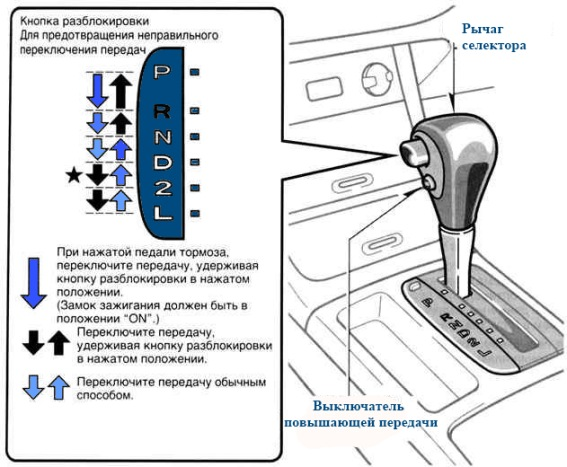 Кнопка разблокировки
Для предотвращения неправильного
переключения передач
P
R
N
D
2
L
При нажатой педали тормоза,
переключите передачу, удерживая
кнопку разблокировки в нажатом
положении.
(Замок зажигания должен быть в
положении “ON”.)
Переключите передачу,
удерживая кнопку разблокировки
в нажатом положении.
Переключите передачу обычным
способом.
Рычаг
селектора
P
R
N
D
2
L
Выключатель
повышающей передачи